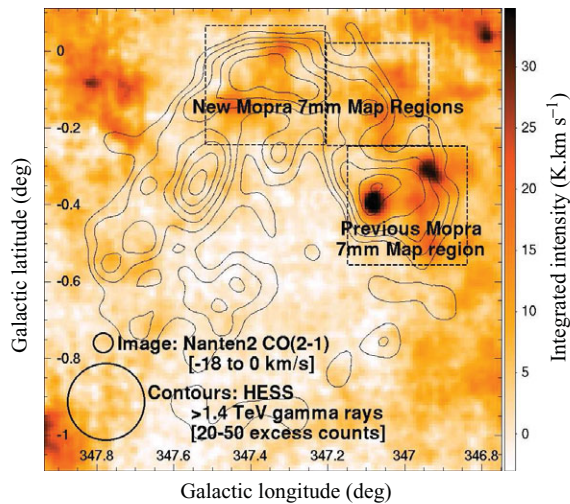 0
-0.2
-0.4
-0.6
-0.8
-1
Galactic latitude (deg)
New Mopra 7mm Map Regions
Previous Mopra
7mm Map region
Image: Nanten2 CO(2-1)
[-18 to 0 km/s]
Contours: HESS
>1.4 TeV gamma rays
[20-50 excess counts]
347.8
347.6
347.4
347.2
347
346.8
Galactic longitude (deg)
30
25
20
15
10
5
0
Integrated intensity (K.km s⁻¹)